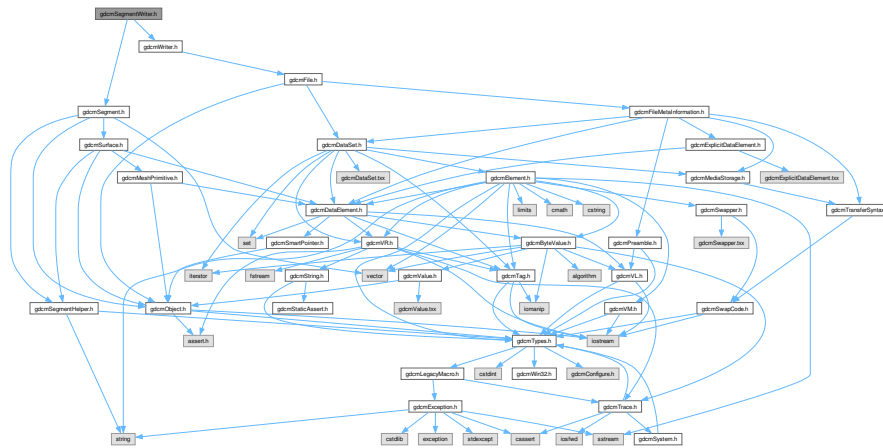 gdcmSegmentWriter.h
gdcmWriter.h
gdcmFile.h
gdcmSegment.h
gdcmFileMetaInformation.h
gdcmSurface.h
gdcmDataSet.h
gdcmExplicitDataElement.h
gdcmMeshPrimitive.h
gdcmDataSet.txx
gdcmElement.h
gdcmMediaStorage.h
gdcmExplicitDataElement.txx
gdcmDataElement.h
limits
cmath
cstring
gdcmSwapper.h
gdcmTransferSyntax
set
gdcmSmartPointer.h
gdcmVR.h
gdcmByteValue.h
gdcmPreamble.h
gdcmSwapper.txx
iterator
fstream
gdcmString.h
vector
gdcmValue.h
gdcmTag.h
algorithm
gdcmVL.h
gdcmSegmentHelper.h
gdcmObject.h
gdcmStaticAssert.h
gdcmValue.txx
iomanip
gdcmVM.h
gdcmSwapCode.h
assert.h
gdcmTypes.h
iostream
gdcmLegacyMacro.h
cstdint
gdcmWin32.h
gdcmConfigure.h
gdcmException.h
gdcmTrace.h
string
cstdlib
exception
stdexcept
cassert
iosfwd
sstream
gdcmSystem.h